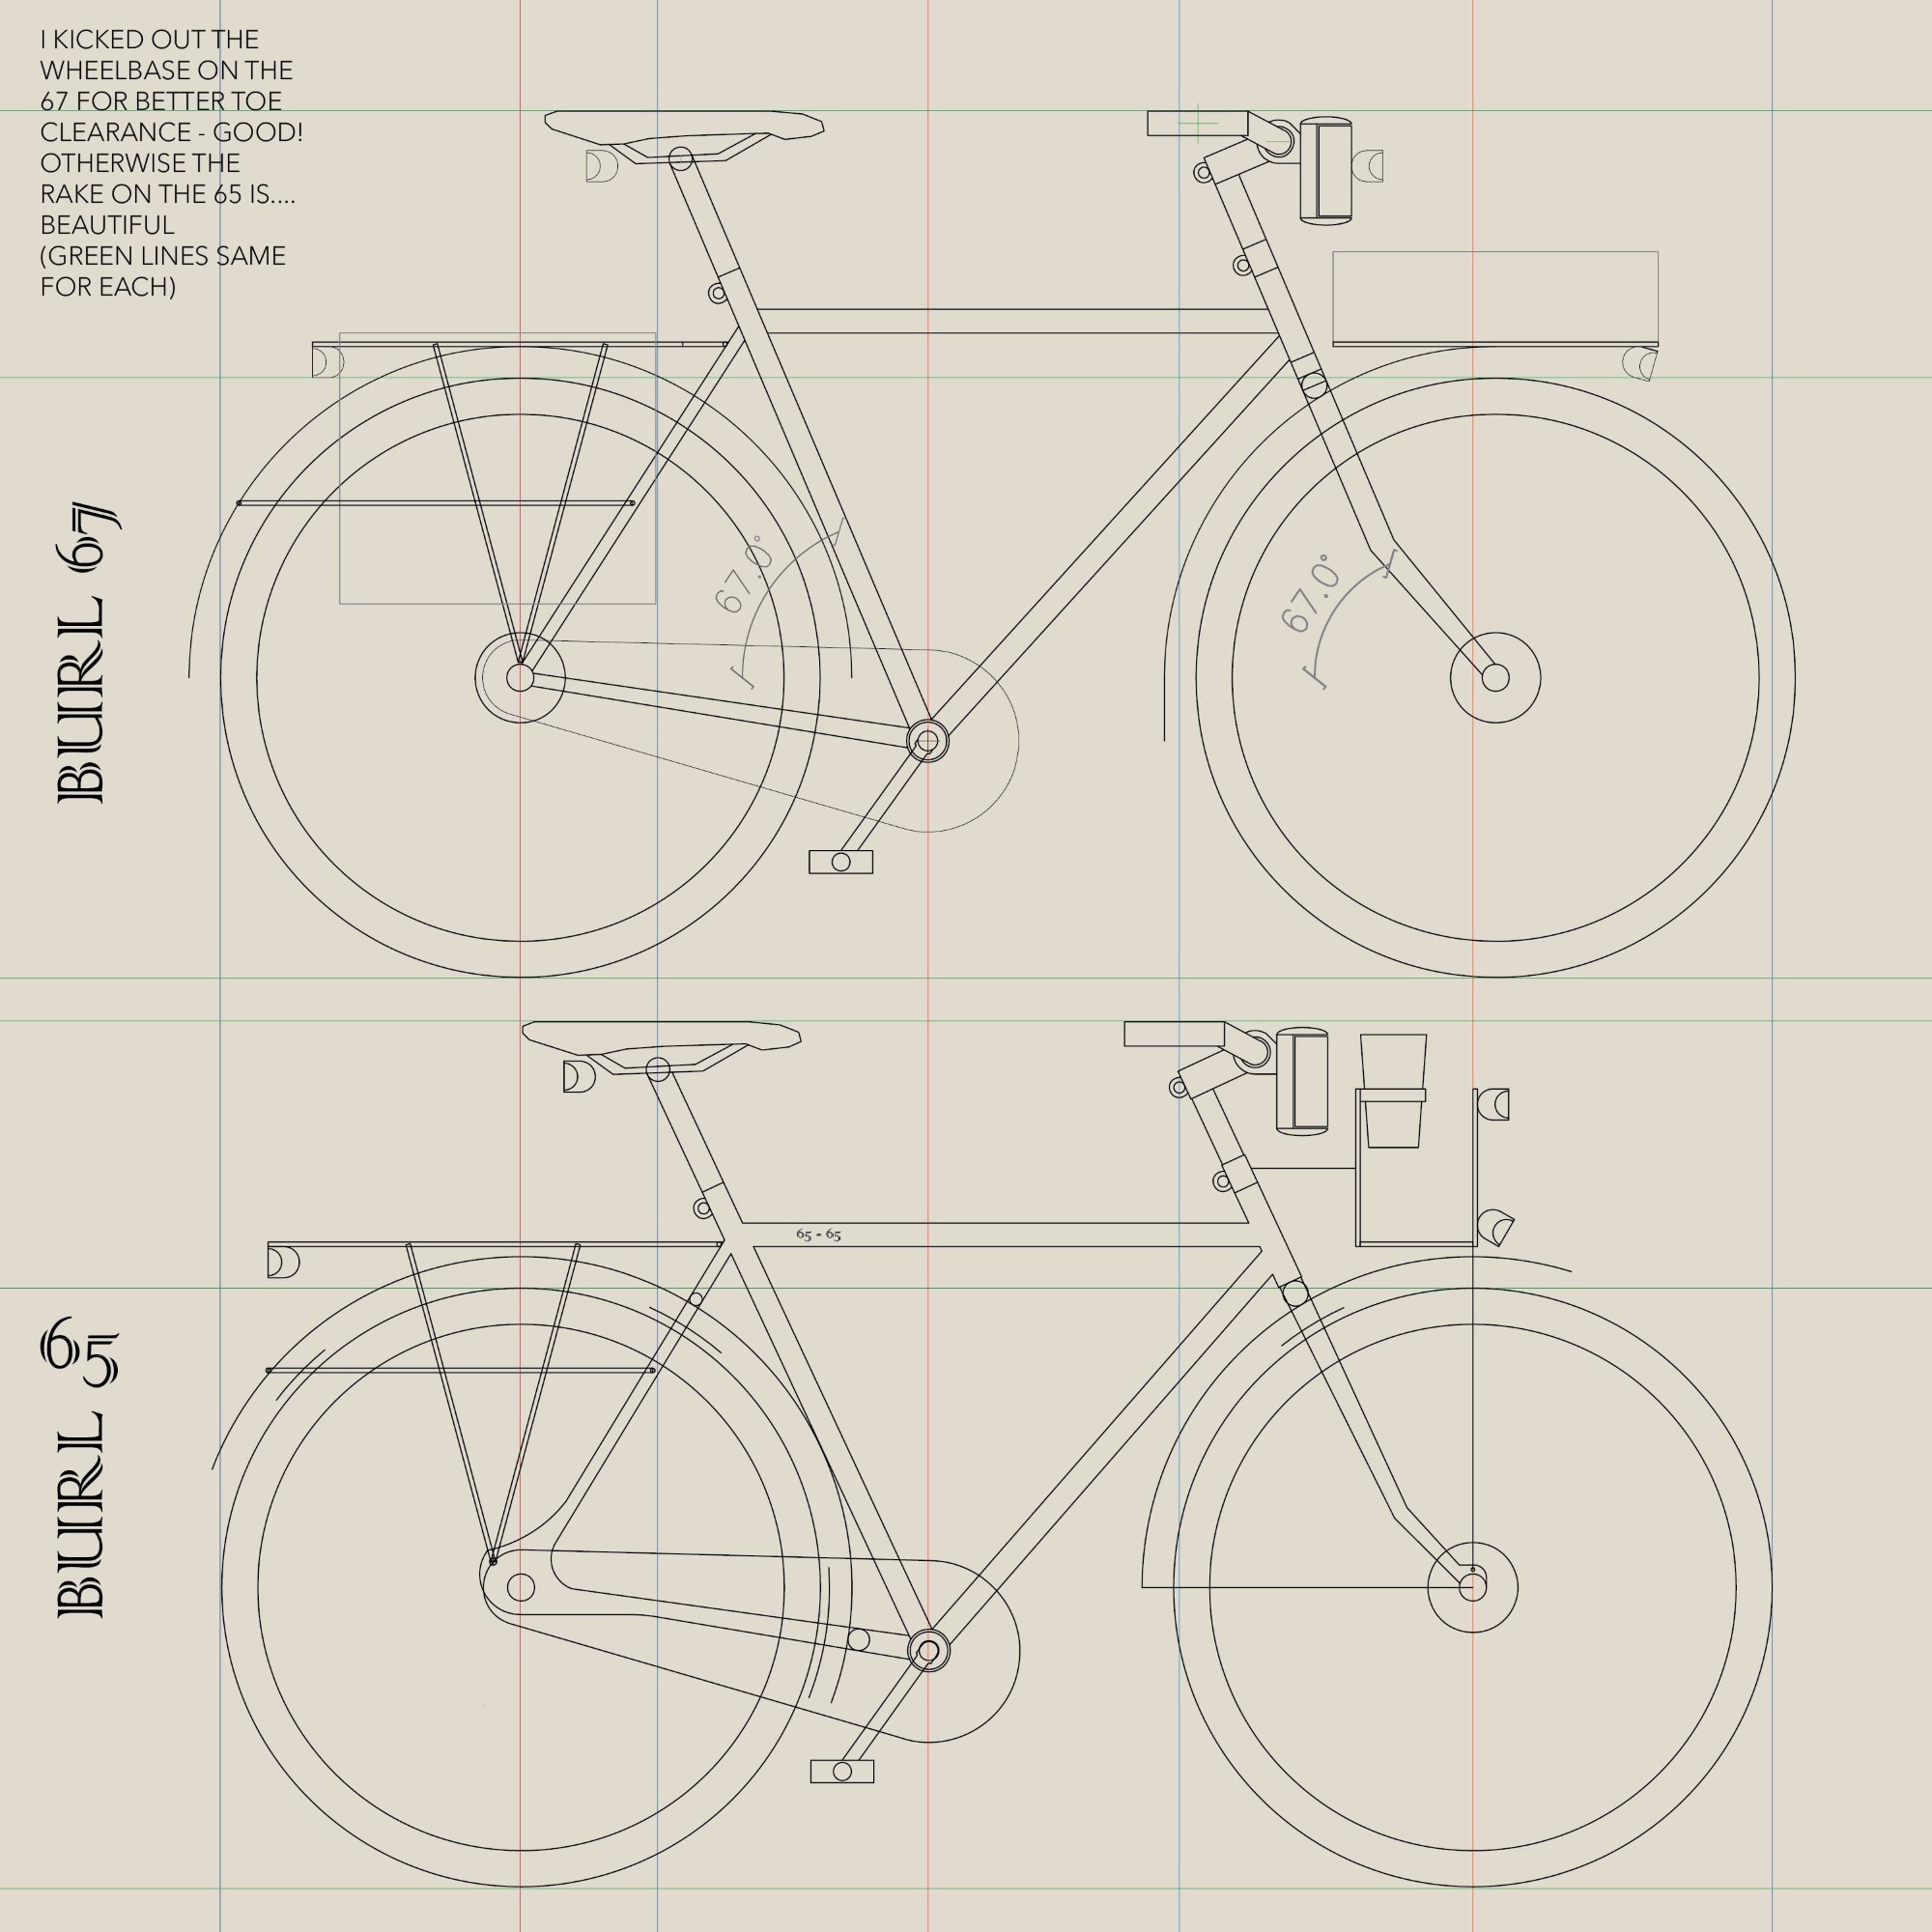 I KICKED OUT THE
WHEELBASE ON THE
67 FOR BETTER TOE
CLEARANCE - GOOD!
OTHERWISE THE
RAKE ON THE 65 IS....
BEAUTIFUL
(GREEN LINES SAME
FOR EACH)
BURL 67
67.0°
67.0°
BURL 65
65 - 65